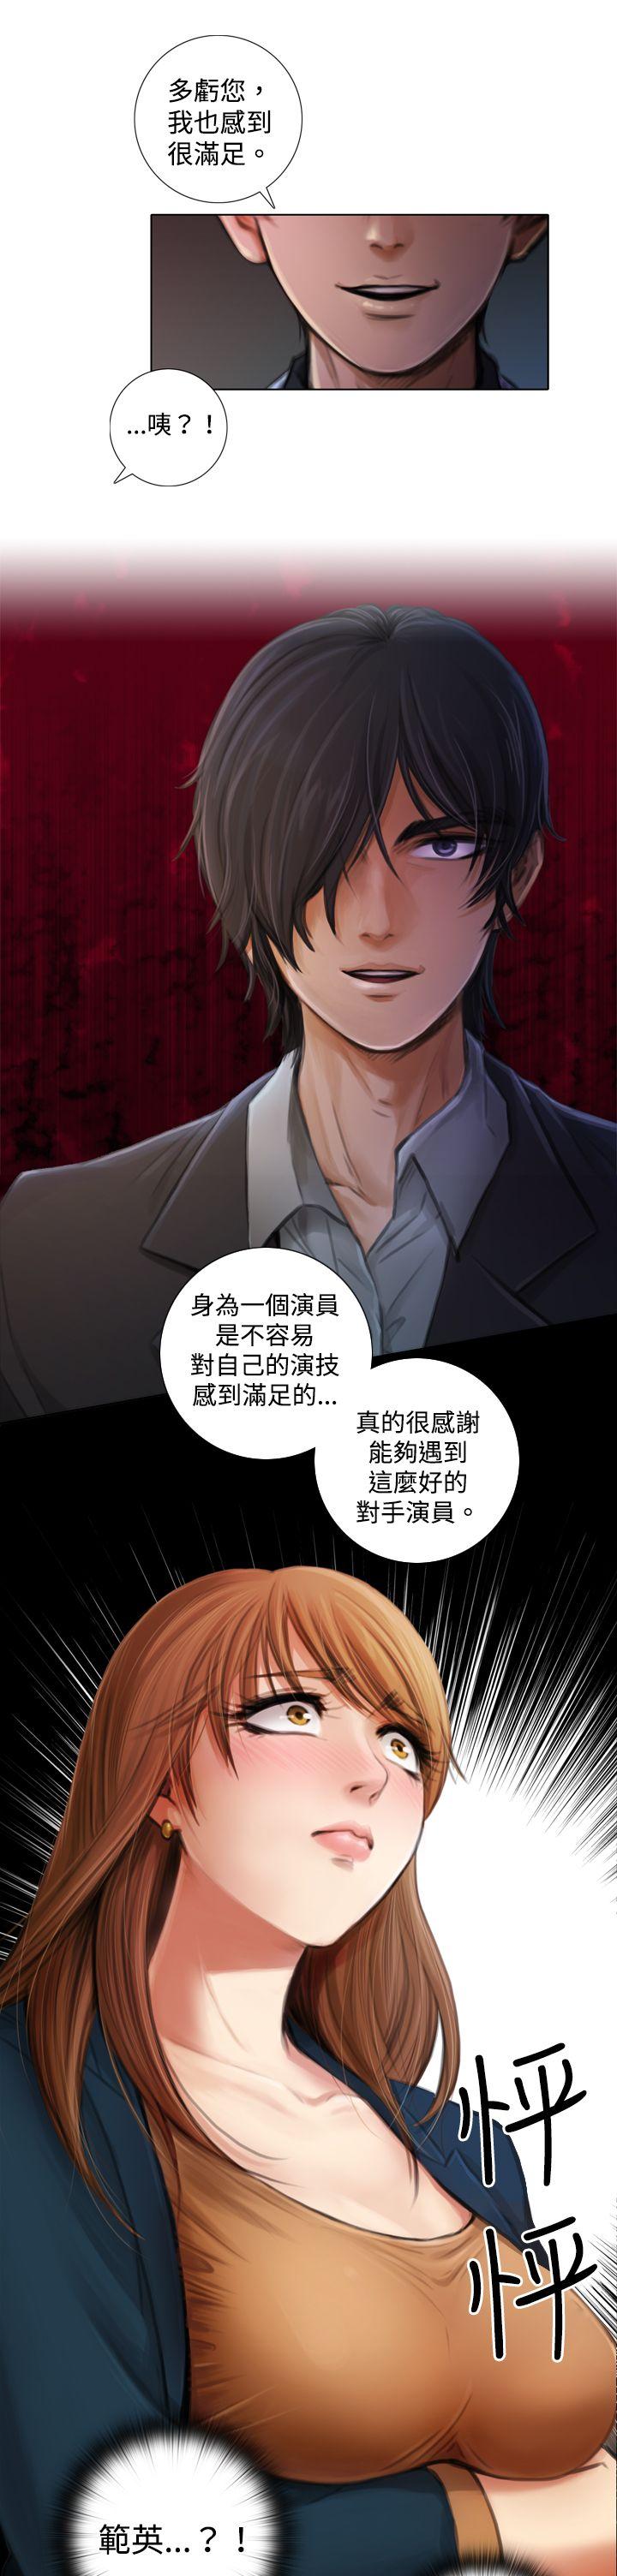 多虧您，
我也感到
很滿足。
...咦？！
身為一個演員
是不容易
對自己的演技
感到滿足的...
真的很感謝
能夠遇到
這麼好的
對手演員。
怦
怦
範英...？！